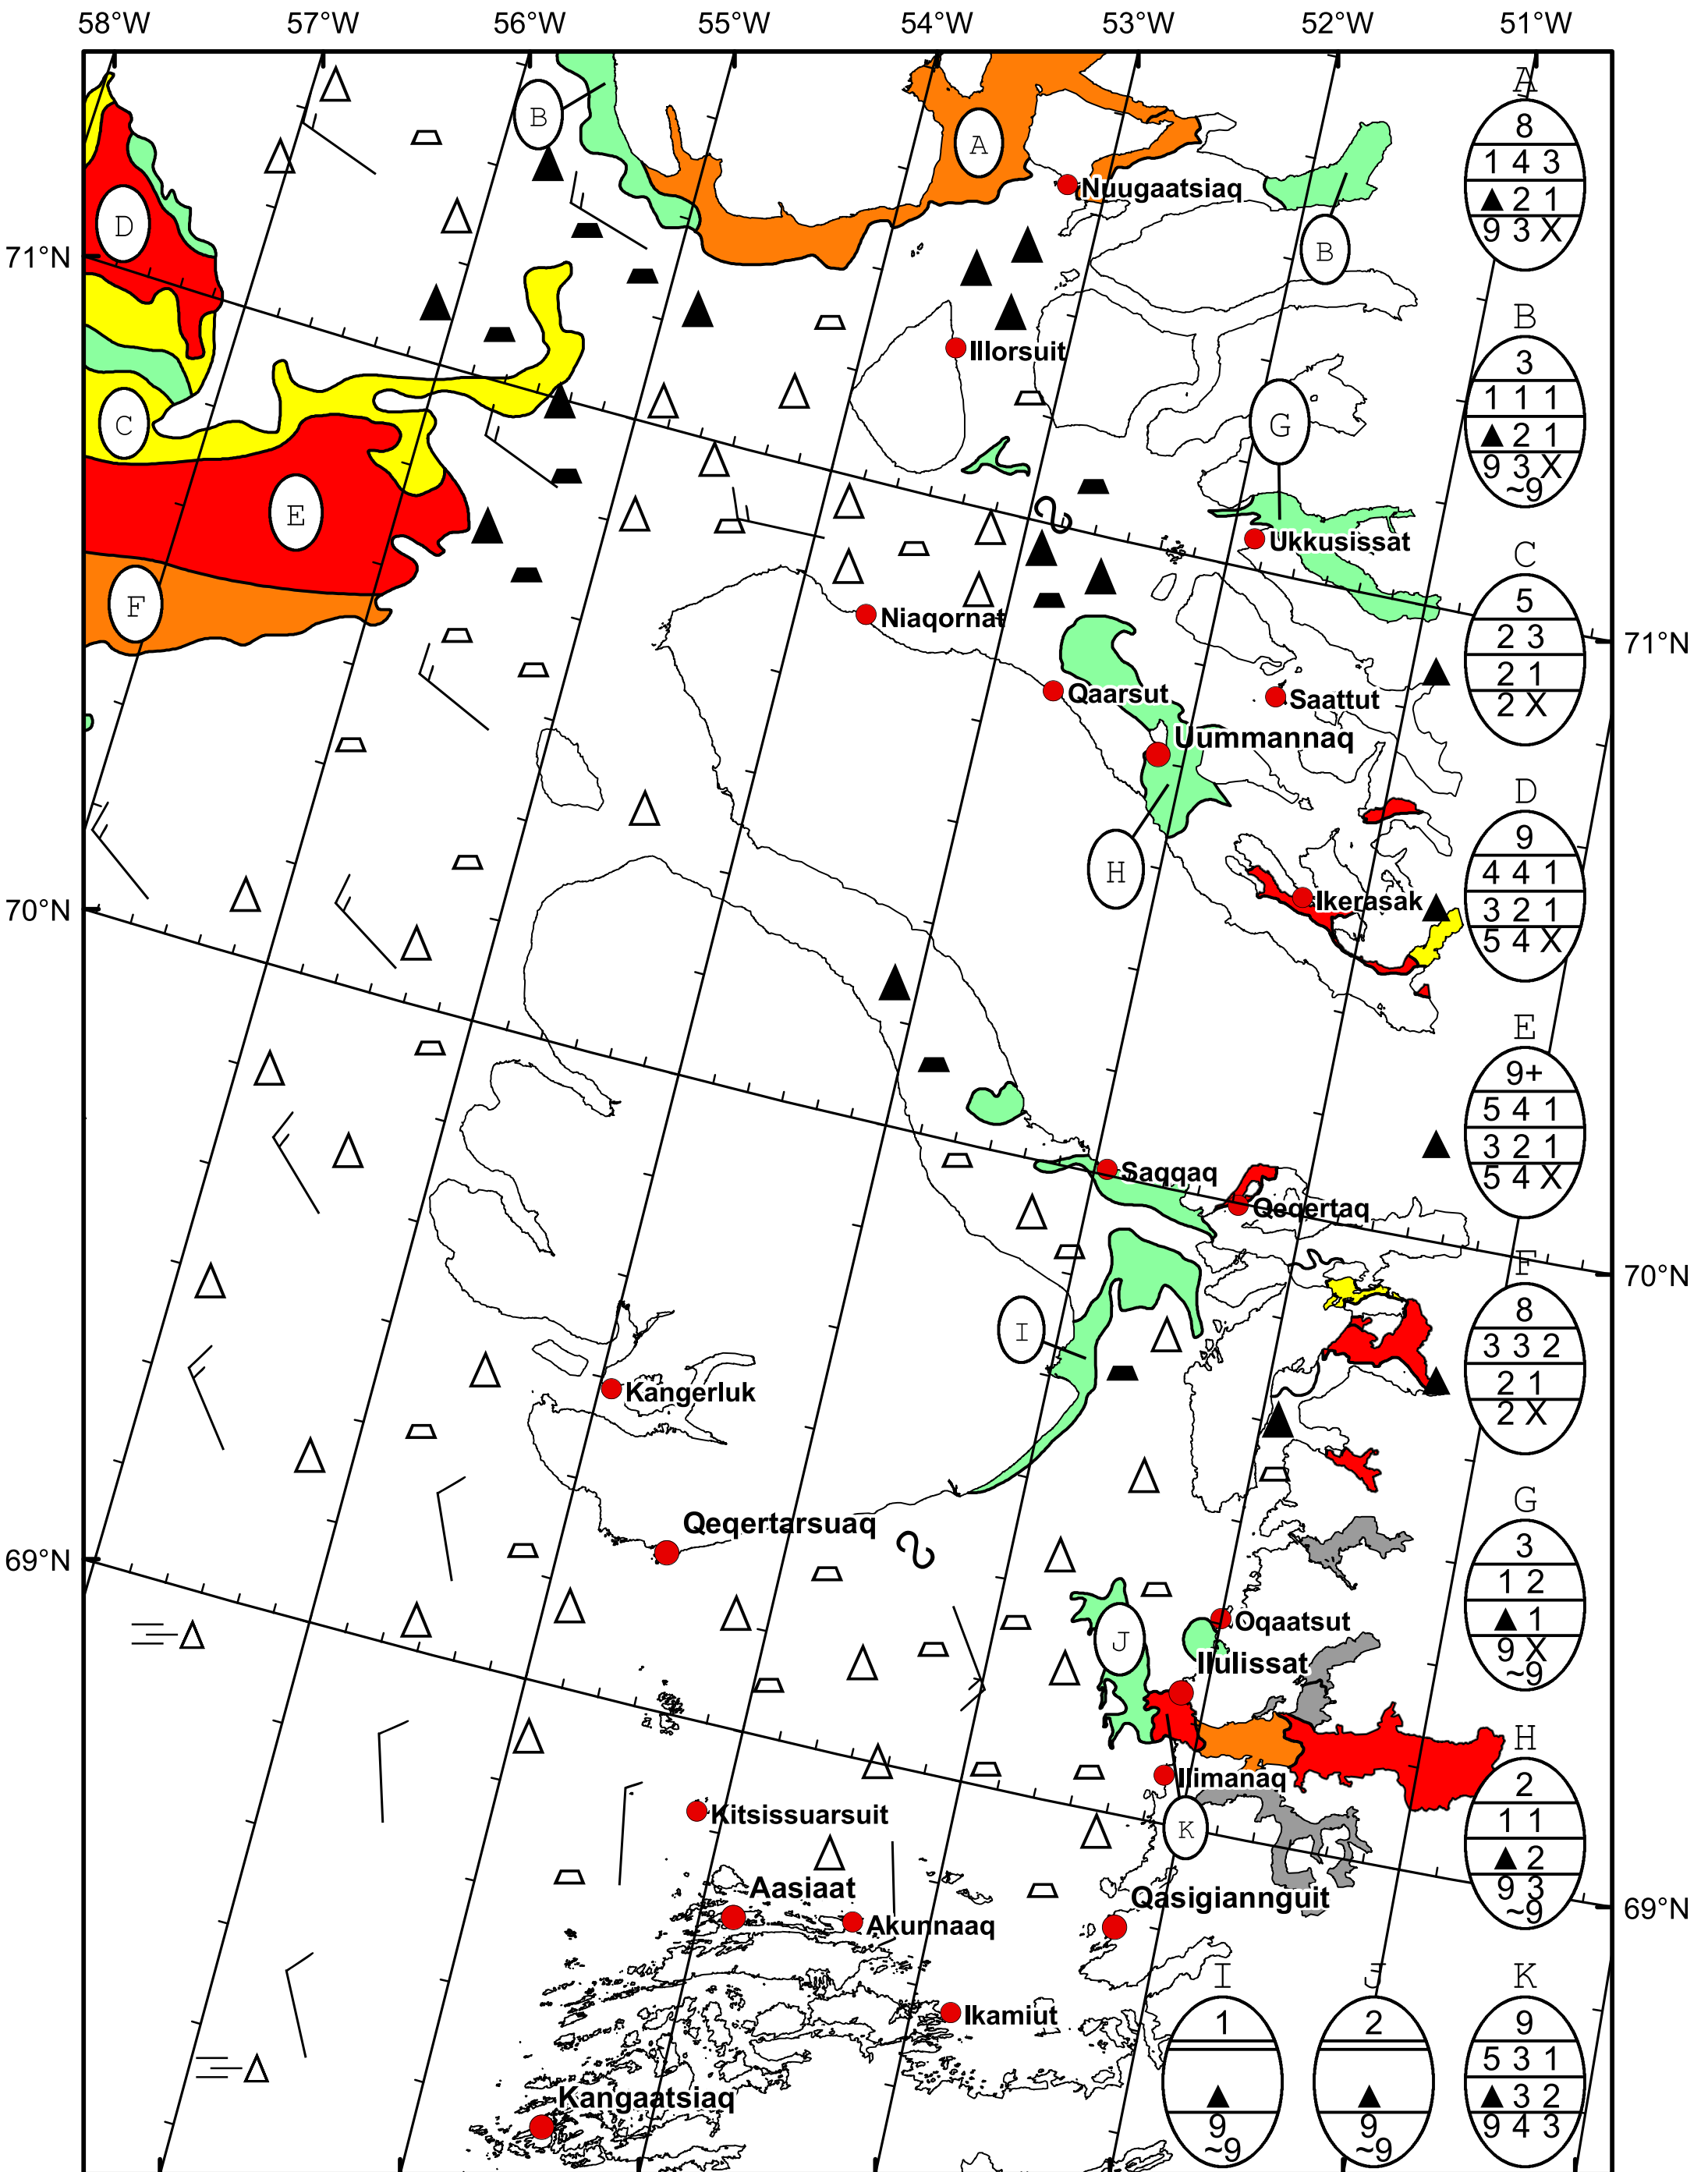 58°W 57°W 56°W 55°W 54°W 53°W 52°W 51°W
A
8
1 4 3
▲ 2 1
9 3 X
B
A
Nuugaatsiaq
D
B
71°N
B
3
1 1 1
▲ 2 1
9 3 X
~9
Illorsuit
C
G
E
Ukkusissat
C
5
2 3
2 1
2 X
F
Niaqornat
71°N
Qaarsut
Saattut
Uummannaq
D
9
4 4 1
3 2 1
5 4 X
H
Ikerasak
70°N
E
9+
5 4 1
3 2 1
5 4 X
Saqqaq
Qeqertaq
70°N
F
8
3 3 2
2 1
2 X
I
Kangerluk
G
3
1 2
▲ 1
9 X
~9
Qeqertarsuaq
69°N
Oqaatsut
J
Ilulissat
H
2
1 1
▲ 2
9 3
~9
Ilimanaq
Kitsissuarsuit
K
Aasiaat
Qasigiannguit
Akunnaaq
69°N
I
1
▲
9
~9
J
2
▲
9
~9
K
9
5 3 1
▲ 3 2
9 4 3
Ikamiut
Kangaatsiaq